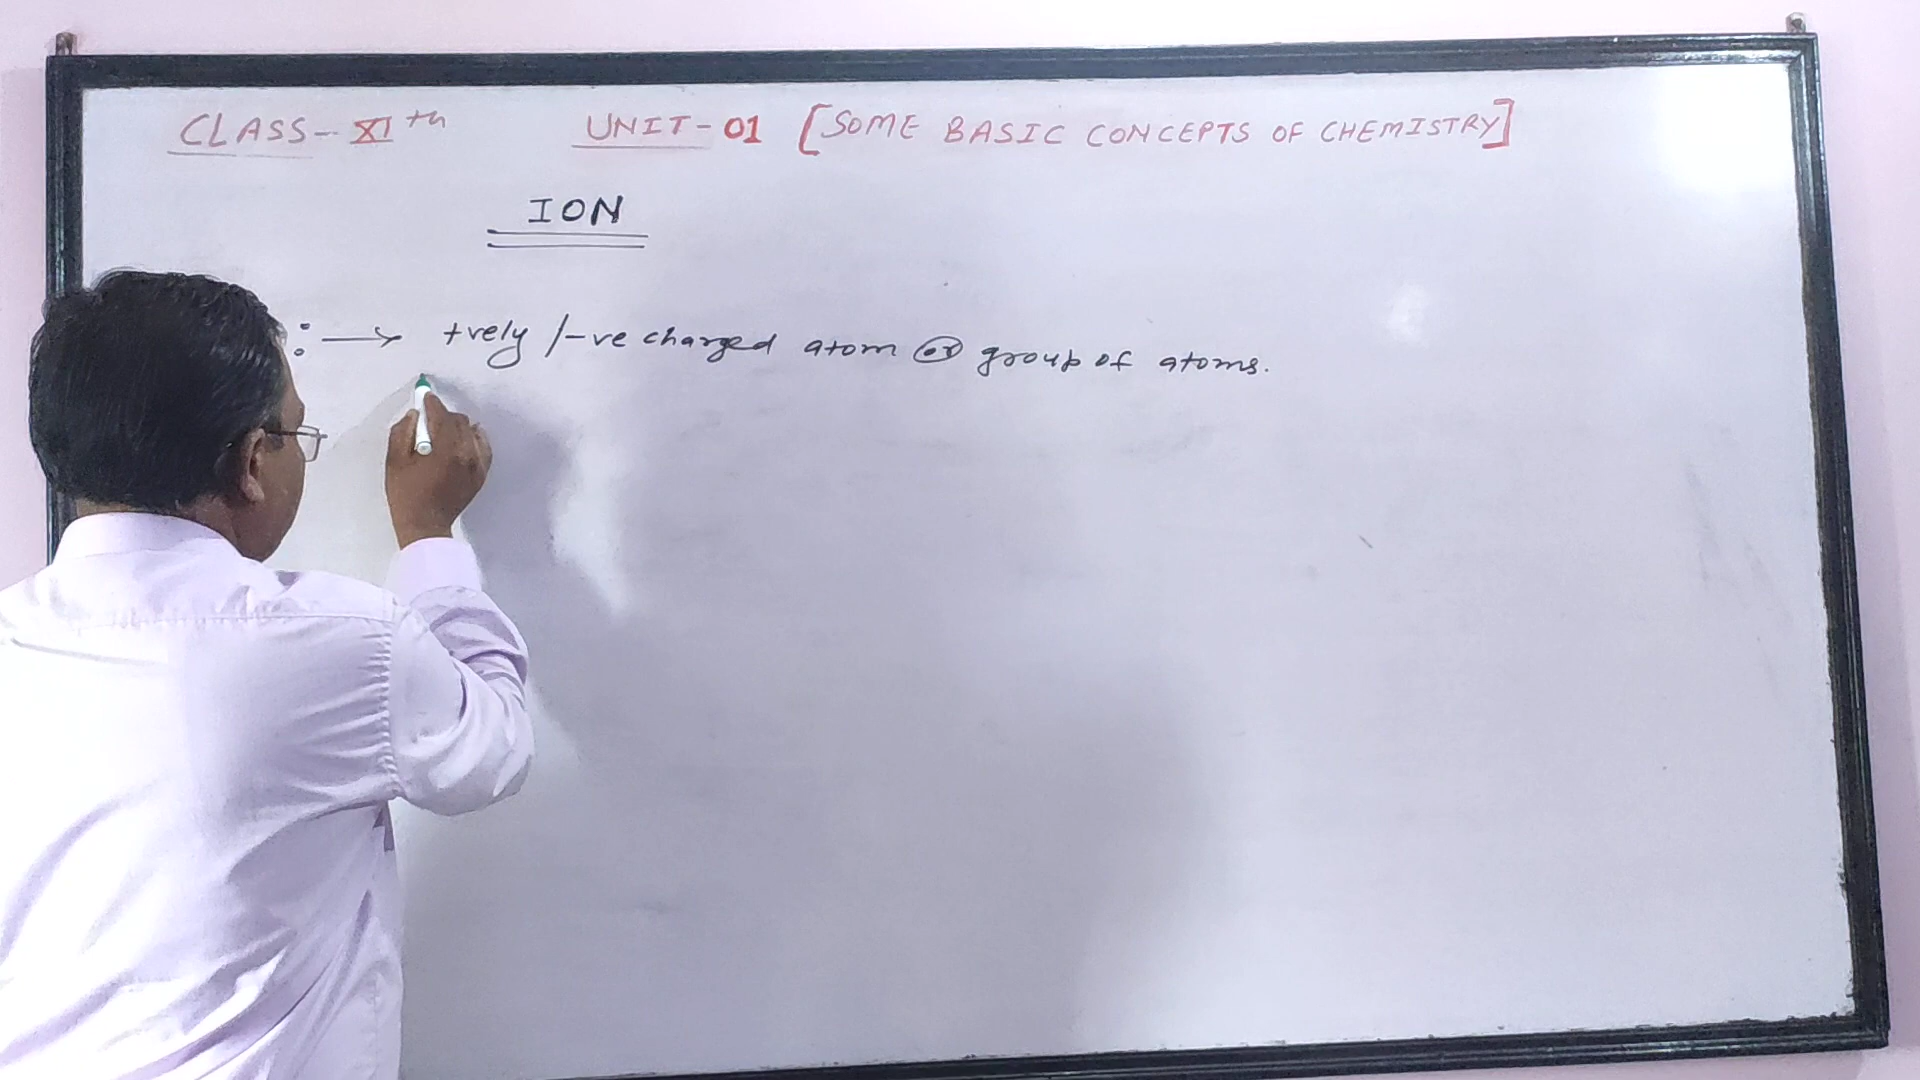 CLASS-XIth UNIT-01 [SOME BASIC CONCEPTS OF CHEMISTRY]
ION
: → +vely /-ve charged atom or group of atoms.